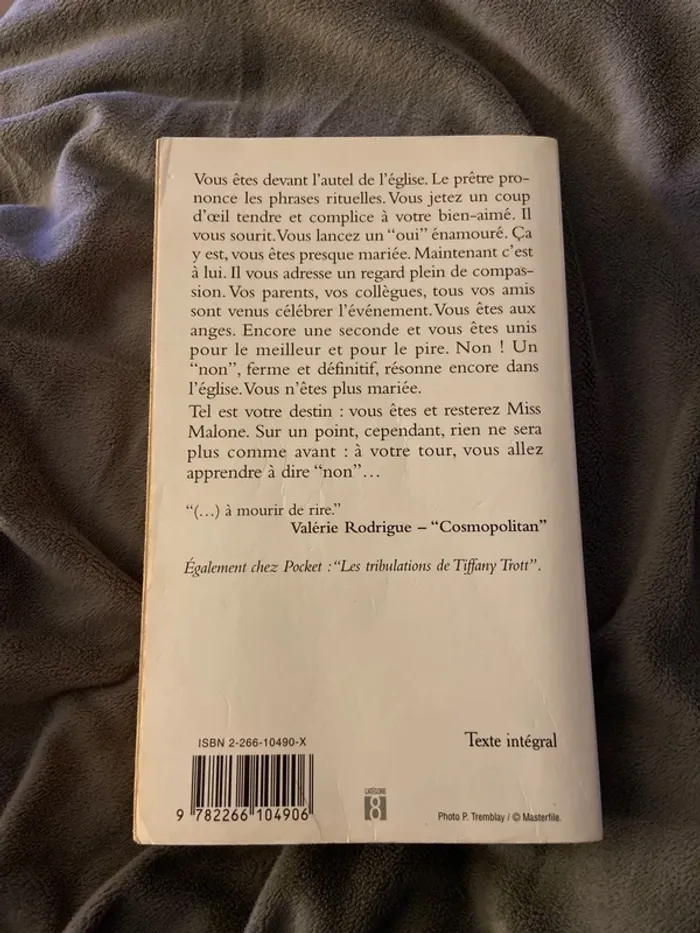 Vous êtes devant l'autel de l'église. Le prêtre pro-
nonce les phrases rituelles. Vous jetez un coup
d'œil tendre et complice à votre bien-aimé. Il
vous sourit. Vous lancez un "oui" énamouré. Ça
y est, vous êtes presque mariée. Maintenant c'est
à lui. Il vous adresse un regard plein de compas-
sion. Vos parents, vos collègues, tous vos amis
sont venus célébrer l'événement. Vous êtes aux
anges. Encore une seconde et vous êtes unis
pour le meilleur et pour le pire. Non ! Un
"non", ferme et définitif, résonne encore dans
l'église. Vous n'êtes plus mariée.
Tel est votre destin : vous êtes et resterez Miss
Malone. Sur un point, cependant, rien ne sera
plus comme avant : à votre tour, vous allez
apprendre à dire "non"…
"(…) à mourir de rire."
Valérie Rodrigue – "Cosmopolitan"
Également chez Pocket : "Les tribulations de Tiffany Trott".
Texte intégral
ISBN 2-266-10490-X
9 782266 104906
CATÉGORIE
8
Photo P. Tremblay / © Masterfile.